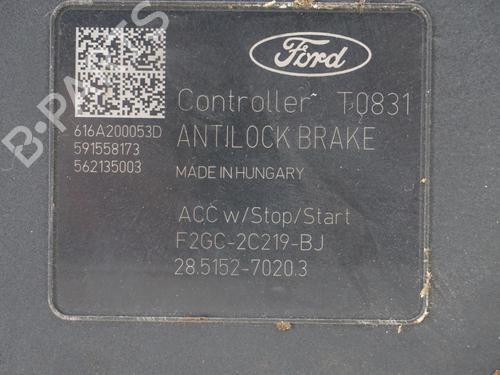 Ford
Controller T0831
616A200053D
ANTILOCK BRAKE
591558173
562135003
MADE IN HUNGARY
ACC w/Stop/Start
F2GC-2C219-BJ
28.5152-7020.3
B-PARTS